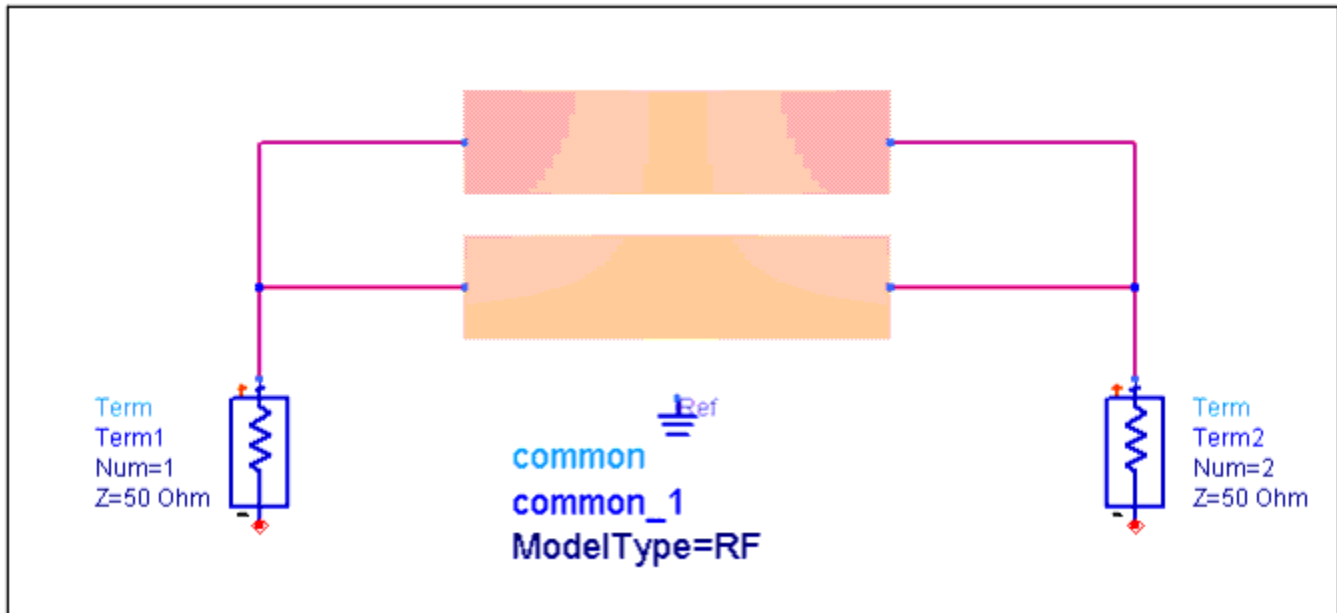 Ref
Term
Term1
Num=1
Z=50 Ohm
common
common_1
ModelType=RF
Term
Term2
Num=2
Z=50 Ohm